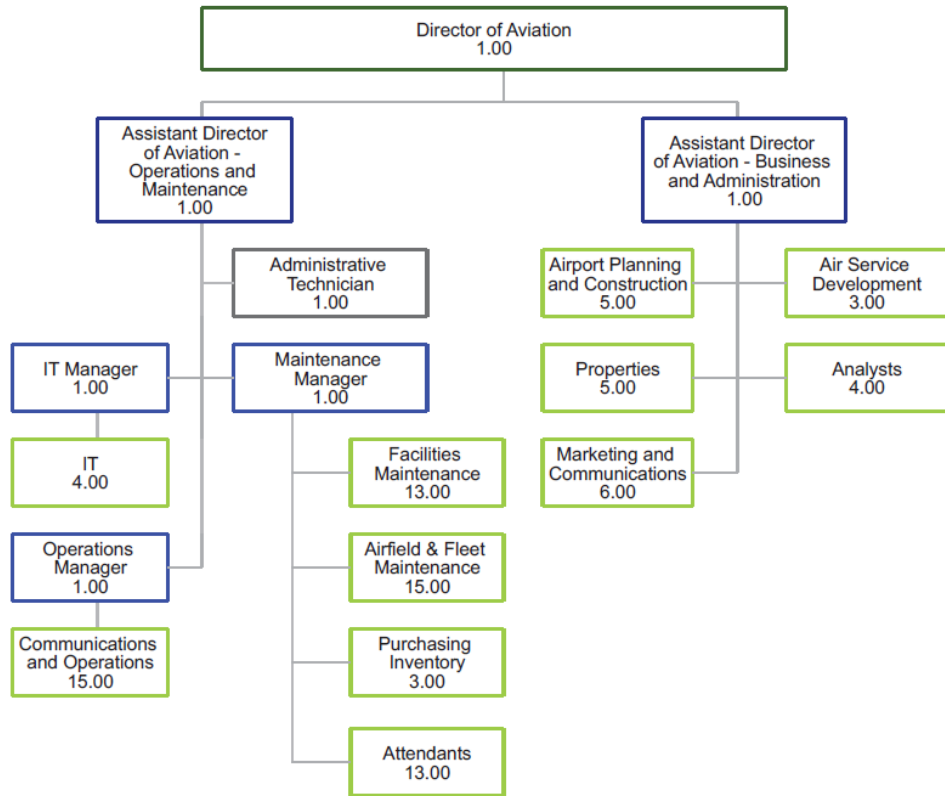 Director of Aviation
1.00
Assistant Director
of Aviation -
Operations and
Maintenance
1.00
Assistant Director
of Aviation - Business
and Administration
1.00
Administrative
Technician
1.00
Airport Planning
and Construction
5.00
Air Service
Development
3.00
IT Manager
1.00
Maintenance
Manager
1.00
Properties
5.00
Analysts
4.00
IT
4.00
Facilities
Maintenance
13.00
Marketing and
Communications
6.00
Operations
Manager
1.00
Airfield & Fleet
Maintenance
15.00
Communications
and Operations
15.00
Purchasing
Inventory
3.00
Attendants
13.00